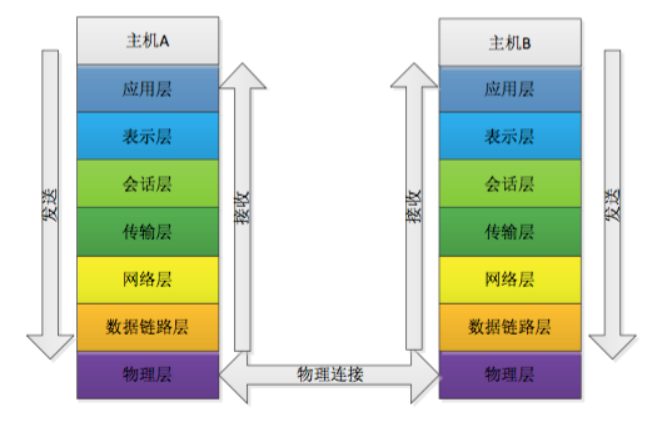 主机A
应用层
表示层
会话层
传输层
网络层
数据链路层
物理层
发送
接收
物理连接
接收
主机B
应用层
表示层
会话层
传输层
网络层
数据链路层
物理层
发送